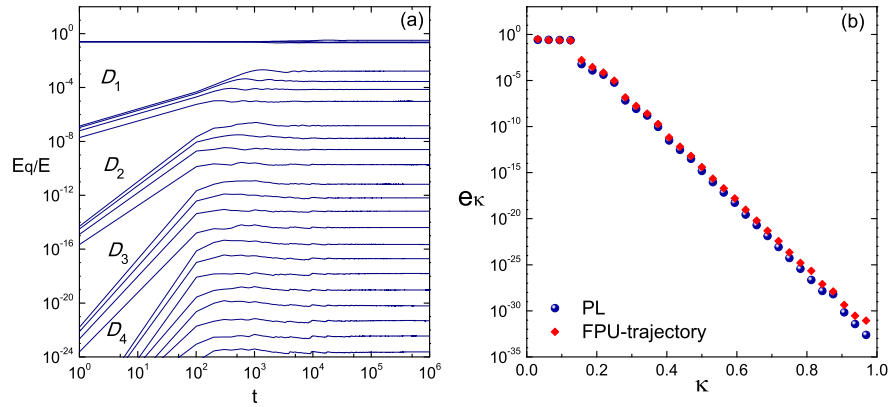 (a)
10^0
10^-4
10^-8
Eq/E
10^-12
10^-16
10^-20
10^-24
D_1
D_2
D_3
D_4
10^0 10^1 10^2 10^3 10^4 10^5 10^6
t
(b)
10^0
10^-5
10^-10
10^-15
eκ
10^-20
10^-25
10^-30
10^-35
PL
FPU-trajectory
0.0 0.2 0.4 0.6 0.8 1.0
κ